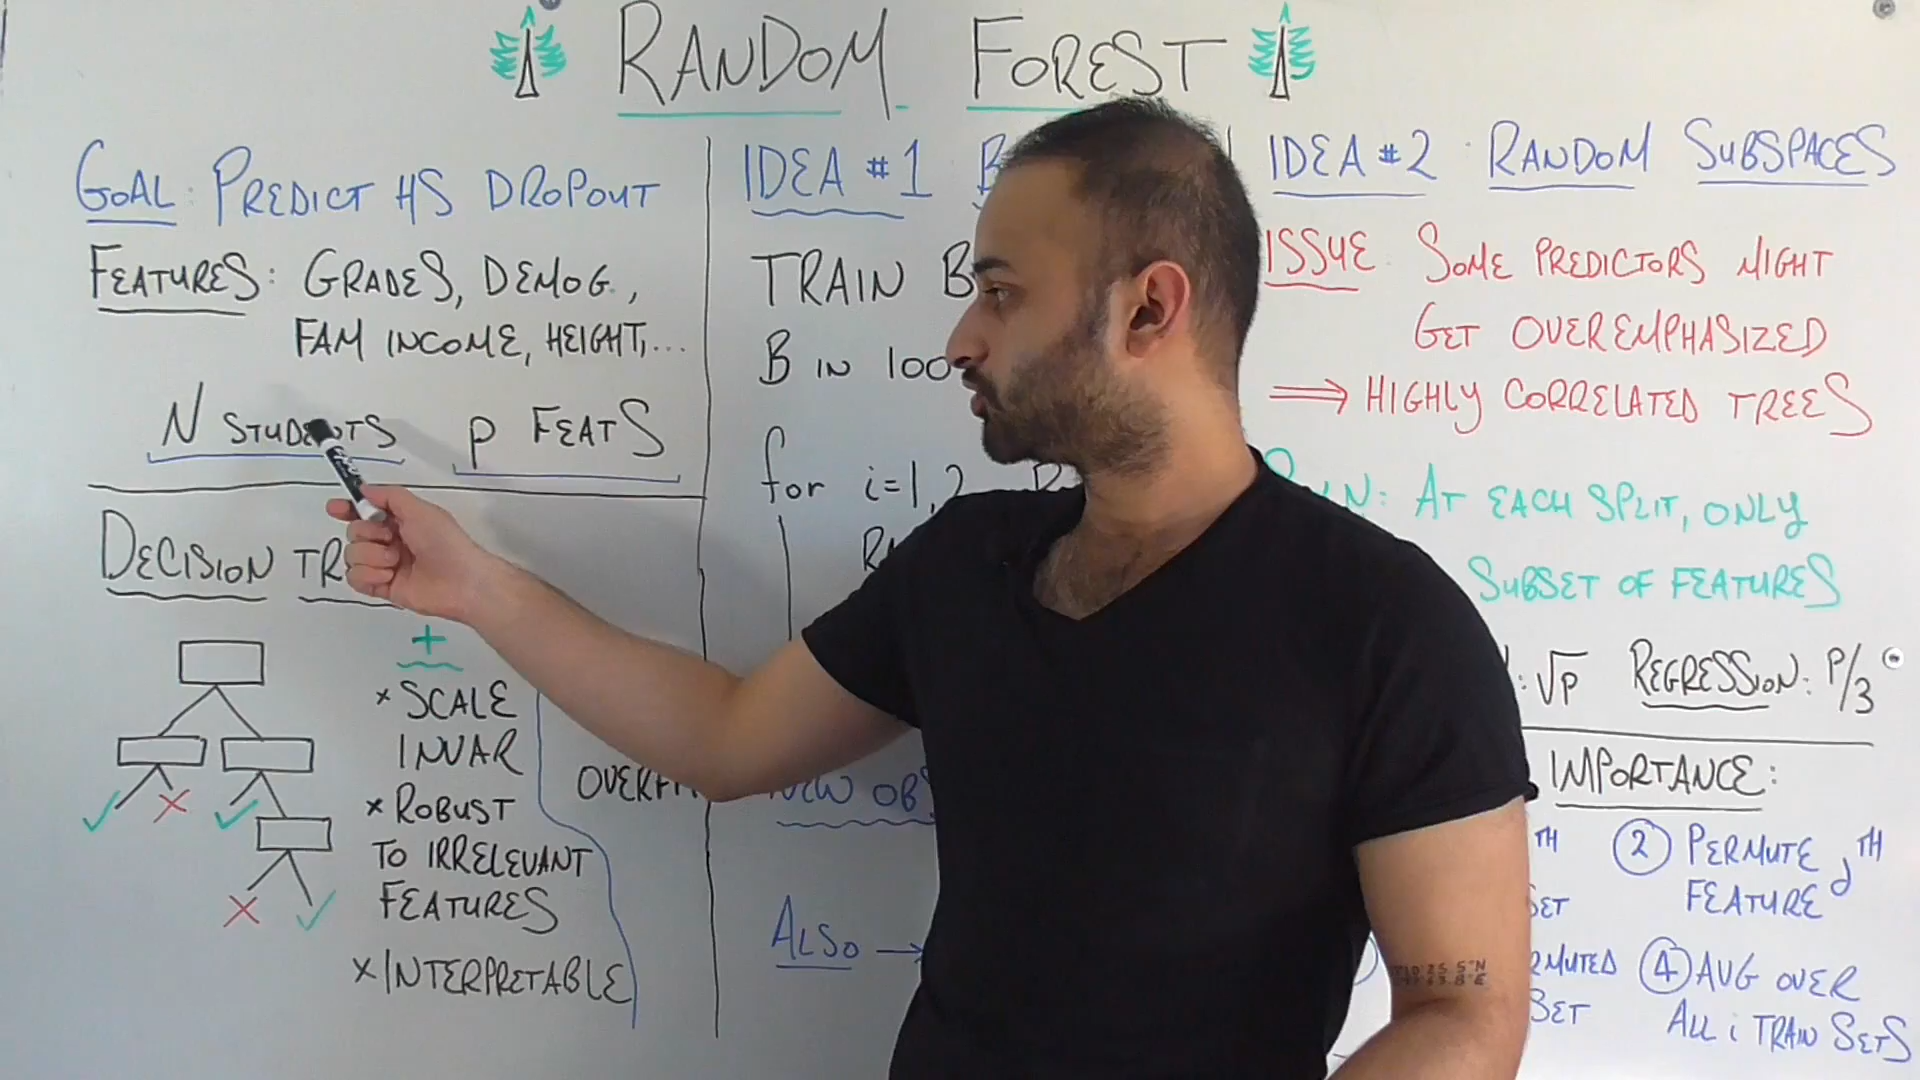 RANDOM FOREST
GOAL: PREDICT HS DROPOUT
FEATURES: GRADES, DEMOG.,
FAM INCOME, HEIGHT,...
N STUDENTS p FEATS
DECISION
+
x SCALE
INVAR
x ROBUST
TO IRRELEVANT
FEATURES
x INTERPRETABLE
IDEA #1
TRAIN B
B IN 100
for i=1,2
NEW
ALSO →
IDEA #2 RANDOM SUBSPACES
ISSUE: SOME PREDICTORS MIGHT
GET OVEREMPHASIZED
⟹ HIGHLY CORRELATED TREES
AT EACH SPLIT, ONLY
SUBSET OF FEATURES
: √p REGRESSION: P/3
IMPORTANCE:
TH
② PERMUTE
FEATURE j TH
④ AVG OVER
ALL i TRAIN SETS